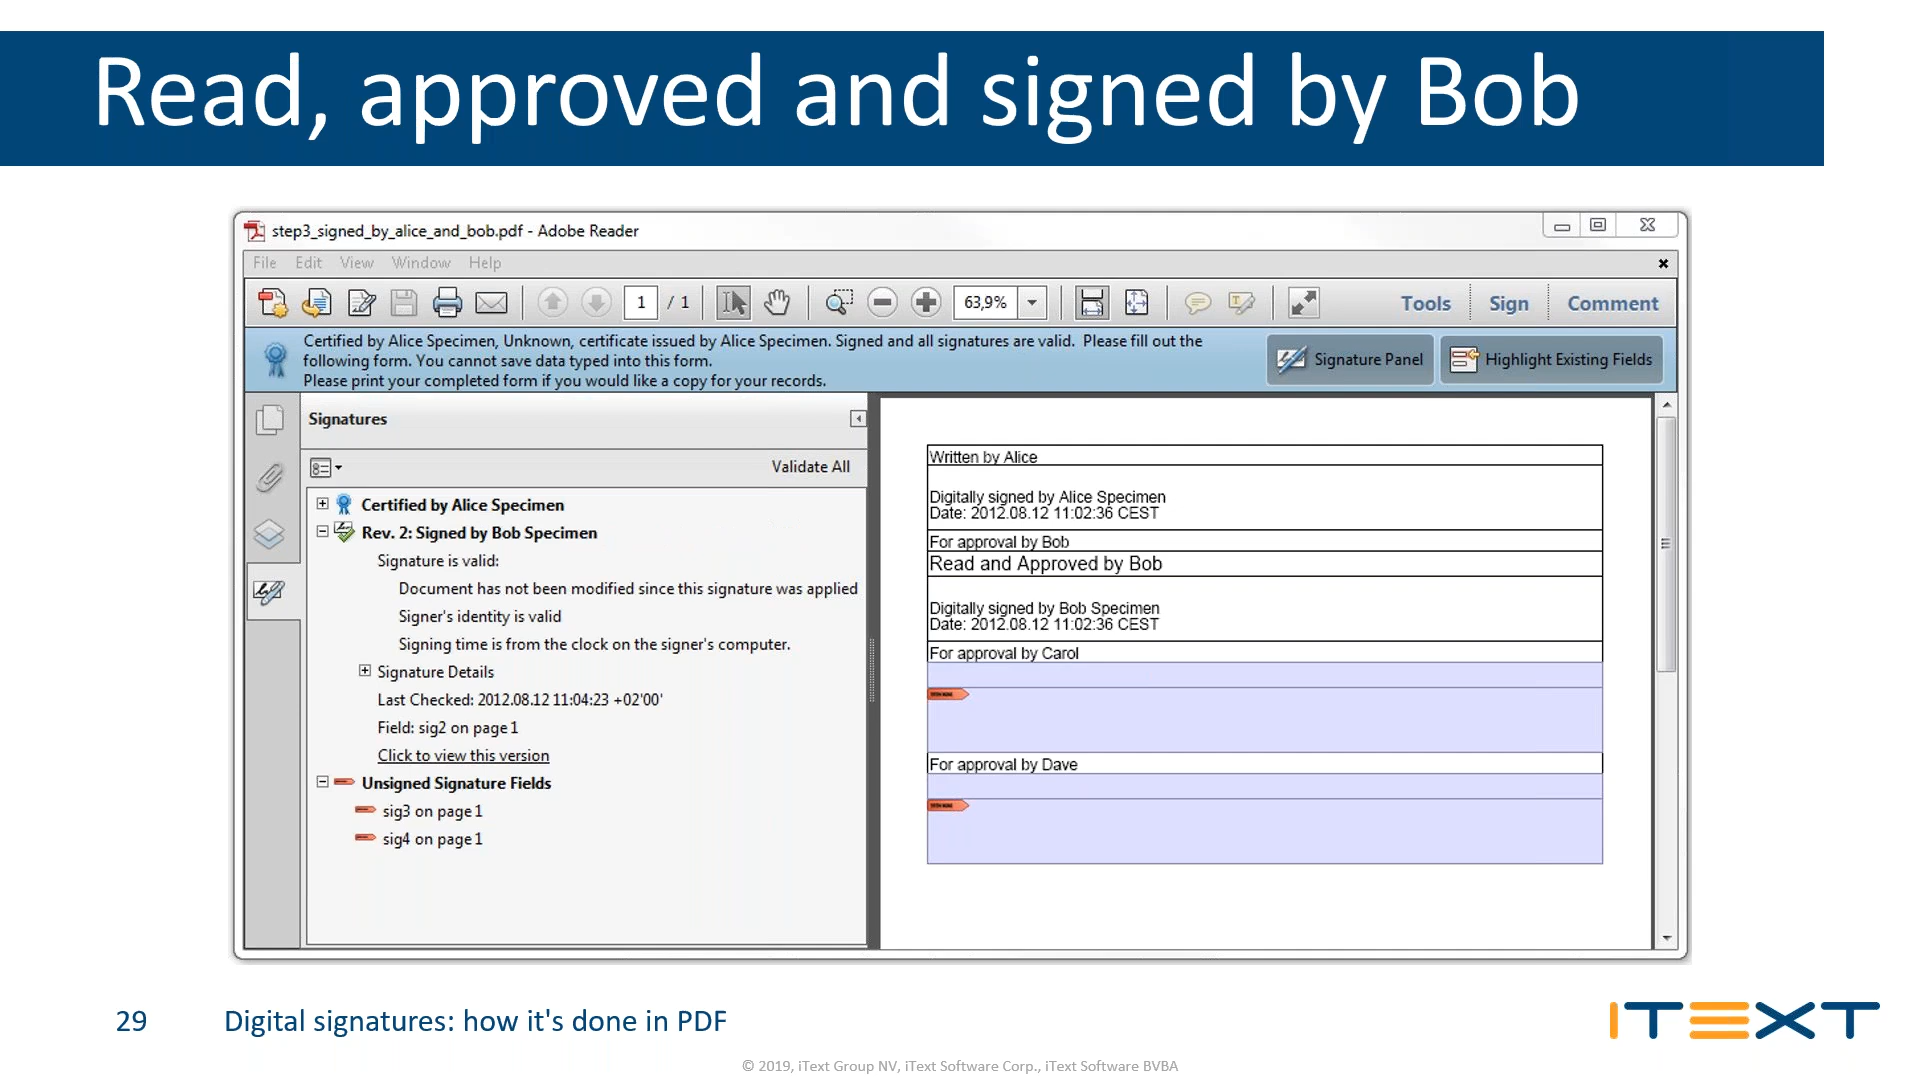 Read, approved and signed by Bob
step3_signed_by_alice_and_bob.pdf - Adobe Reader
File Edit View Window Help
1 / 1 63,9% Tools Sign Comment
Certified by Alice Specimen, Unknown, certificate issued by Alice Specimen. Signed and all signatures are valid. Please fill out the
following form. You cannot save data typed into this form.
Please print your completed form if you would like a copy for your records.
Signature Panel
Highlight Existing Fields
Signatures
Validate All
Certified by Alice Specimen
Rev. 2: Signed by Bob Specimen
Signature is valid:
Document has not been modified since this signature was applied
Signer's identity is valid
Signing time is from the clock on the signer's computer.
Signature Details
Last Checked: 2012.08.12 11:04:23 +02'00'
Field: sig2 on page 1
Click to view this version
Unsigned Signature Fields
sig3 on page 1
sig4 on page 1
Written by Alice
Digitally signed by Alice Specimen
Date: 2012.08.12 11:02:36 CEST
For approval by Bob
Read and Approved by Bob
Digitally signed by Bob Specimen
Date: 2012.08.12 11:02:36 CEST
For approval by Carol
For approval by Dave
29 Digital signatures: how it's done in PDF
ITEXT
© 2019, iText Group NV, iText Software Corp., iText Software BVBA